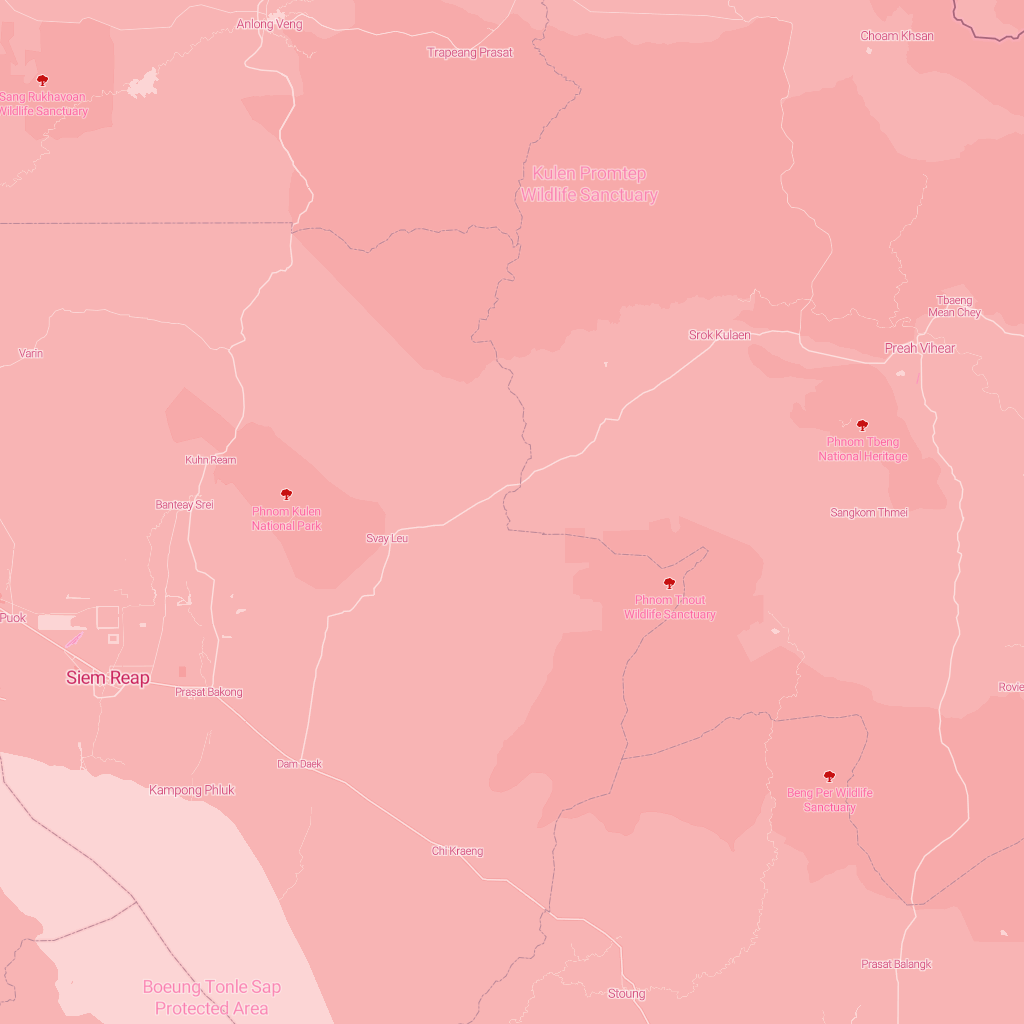 Anlong Veng
Trapeang Prasat
Choam Khsan
Sang Rukhavoan
Wildlife Sanctuary
Kulen Promtep
Wildlife Sanctuary
Tbaeng
Mean Chey
Srok Kulaen
Preah Vihear
Varin
Phnom Tbeng
National Heritage
Kuhn Ream
Banteay Srei
Phnom Kulen
National Park
Sangkom Thmei
Svay Leu
Phnom Thout
Wildlife Sanctuary
Puok
Siem Reap
Prasat Bakong
Rovie
Dam Daek
Kampong Phluk
Beng Per Wildlife
Sanctuary
Chi Kraeng
Prasat Balangk
Boeung Tonle Sap
Protected Area
Stoung